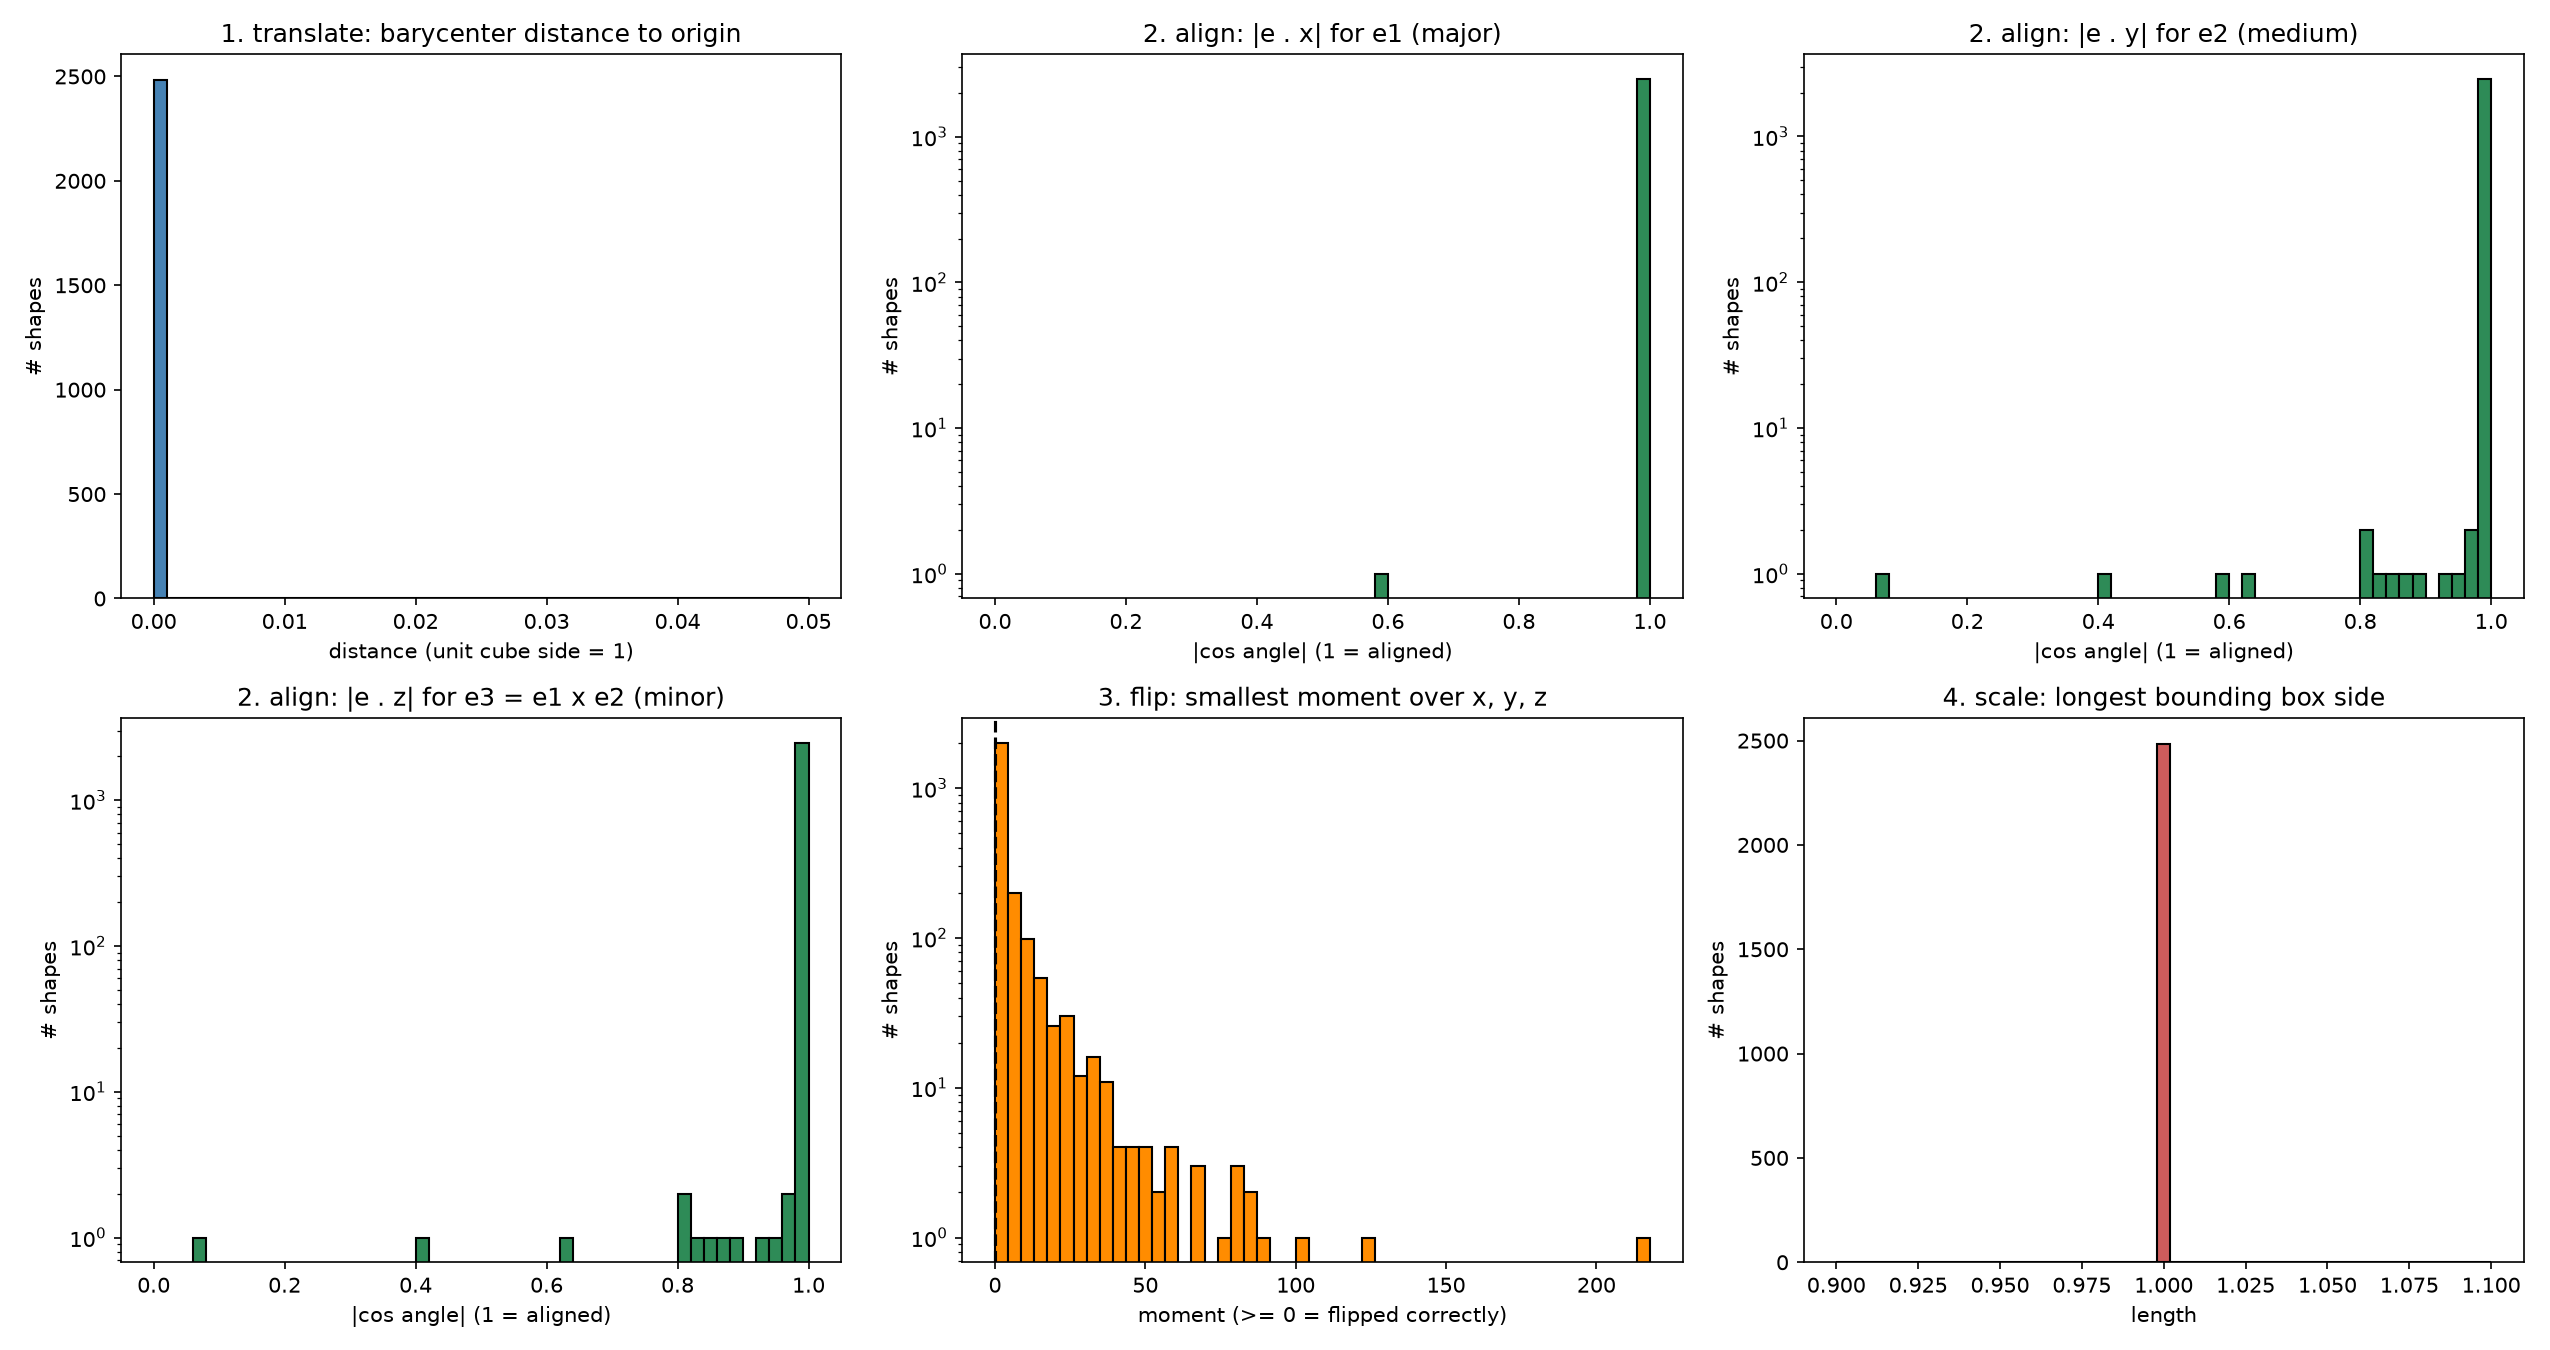 1. translate: barycenter distance to origin
# shapes
2500
2000
1500
1000
500
0
0.00 0.01 0.02 0.03 0.04 0.05
distance (unit cube side = 1)
2. align: |e . x| for e1 (major)
# shapes
10³
10²
10¹
10⁰
0.0 0.2 0.4 0.6 0.8 1.0
|cos angle| (1 = aligned)
2. align: |e . y| for e2 (medium)
# shapes
10³
10²
10¹
10⁰
0.0 0.2 0.4 0.6 0.8 1.0
|cos angle| (1 = aligned)
2. align: |e . z| for e3 = e1 x e2 (minor)
# shapes
10³
10²
10¹
10⁰
0.0 0.2 0.4 0.6 0.8 1.0
|cos angle| (1 = aligned)
3. flip: smallest moment over x, y, z
# shapes
10³
10²
10¹
10⁰
0 50 100 150 200
moment (>= 0 = flipped correctly)
4. scale: longest bounding box side
# shapes
2500
2000
1500
1000
500
0
0.900 0.925 0.950 0.975 1.000 1.025 1.050 1.075 1.100
length